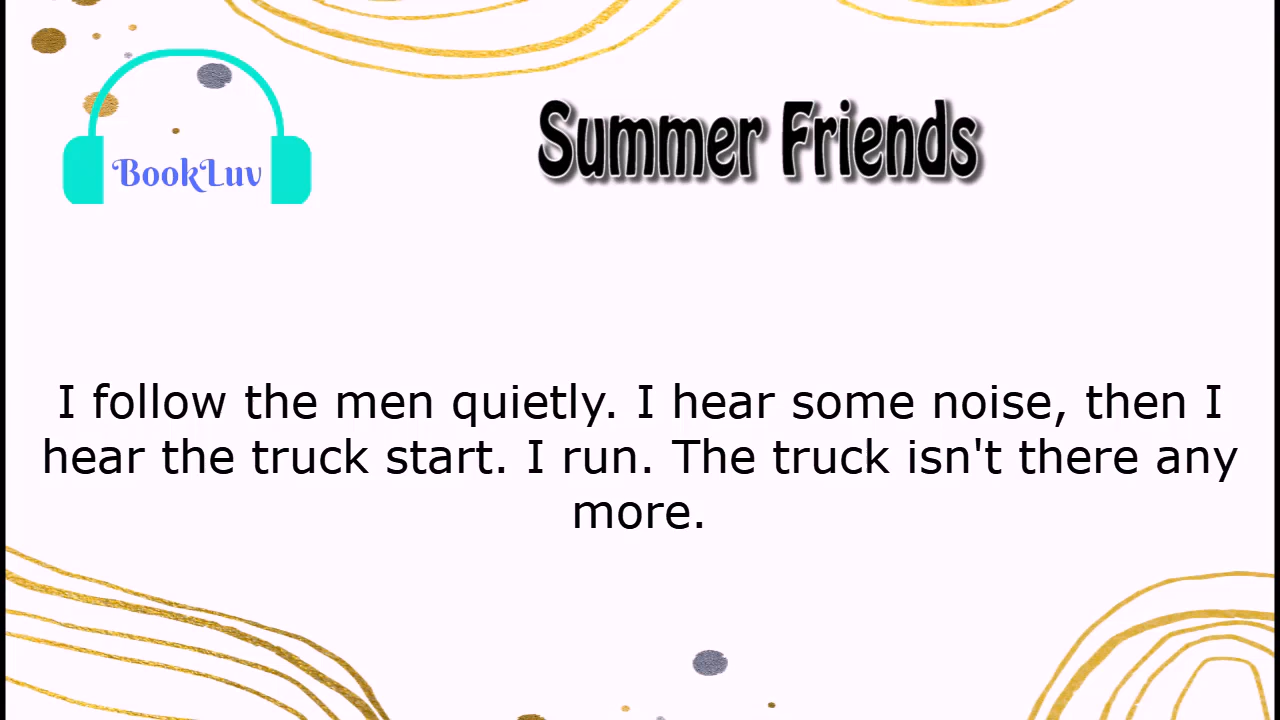 Summer Friends
BookLuv
I follow the men quietly. I hear some noise, then I
hear the truck start. I run. The truck isn't there any
more.